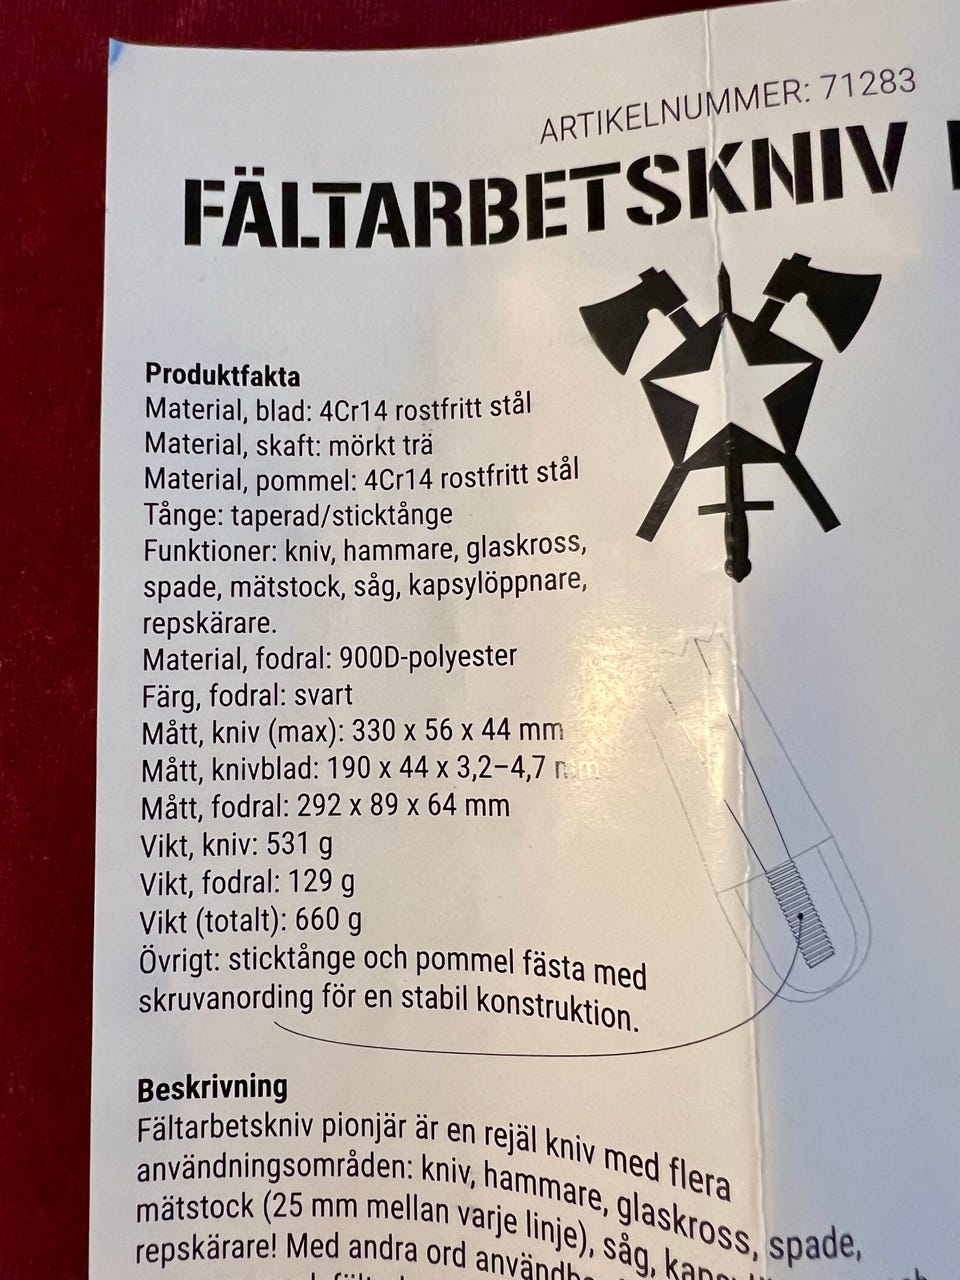 ARTIKELNUMMER: 71283
FÄLTARBETSKNIV
Produktfakta
Material, blad: 4Cr14 rostfritt stål
Material, skaft: mörkt trä
Material, pommel: 4Cr14 rostfritt stål
Tånge: taperad/sticktånge
Funktioner: kniv, hammare, glaskross,
spade, mätstock, såg, kapsylöppnare,
repskärare.
Material, fodral: 900D-polyester
Färg, fodral: svart
Mått, kniv (max): 330 x 56 x 44 mm
Mått, knivblad: 190 x 44 x 3,2–4,7 mm
Mått, fodral: 292 x 89 x 64 mm
Vikt, kniv: 531 g
Vikt, fodral: 129 g
Vikt (totalt): 660 g
Övrigt: sticktånge och pommel fästa med
skruvanording för en stabil konstruktion.
Beskrivning
Fältarbetskniv pionjär är en rejäl kniv med flera
användningsområden: kniv, hammare, glaskross, spade,
mätstock (25 mm mellan varje linje), såg,
repskärare! Med andra ord